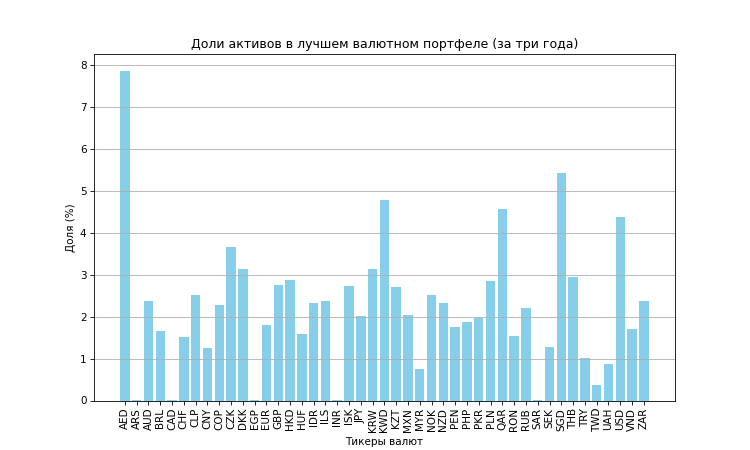 Доли активов в лучшем валютном портфеле (за три года)
Доля (%)
8
7
6
5
4
3
2
1
0
AED ARS AUD BRL CAD CHF CLP CNY COP CZK DKK EGP EUR GBP HKD HUF IDR ILS INR ISK JPY KRW KWD KZT MXN MYR NOK NZD PEN PHP PKR PLN QAR RON RUB SAR SEK SGD THB TRY TWD UAH USD VND ZAR
Тикеры валют